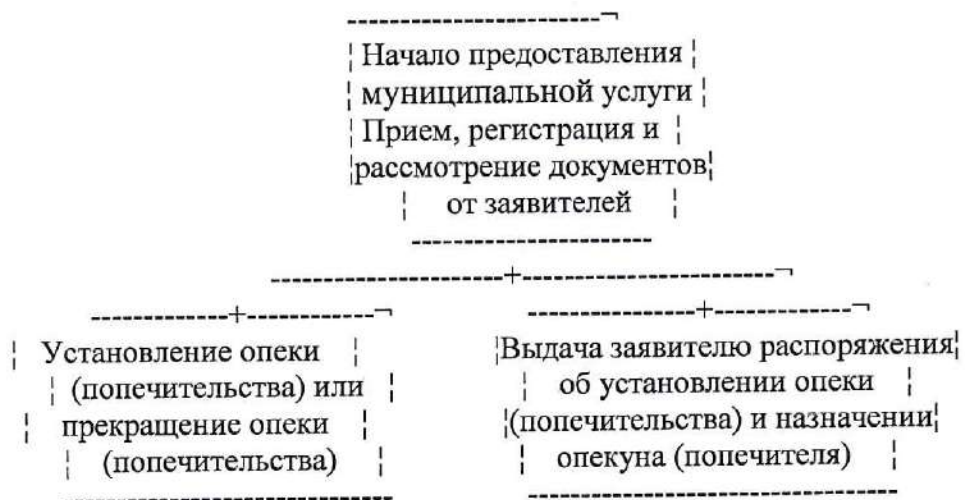 -----------------------¬
¦ Начало предоставления ¦
¦ муниципальной услуги ¦
¦ Прием, регистрация и ¦
¦рассмотрение документов¦
¦ от заявителей ¦
-----------------------
----------------------+------------------------¬
-------------+------------¬
----------------+-------------¬
¦ Установление опеки ¦
¦ (попечительства) или ¦
¦ прекращение опеки ¦
¦ (попечительства) ¦
--------------------------------
¦Выдача заявителю распоряжения¦
¦ об установлении опеки ¦
¦(попечительства) и назначении¦
¦ опекуна (попечителя) ¦
-----------------------------------